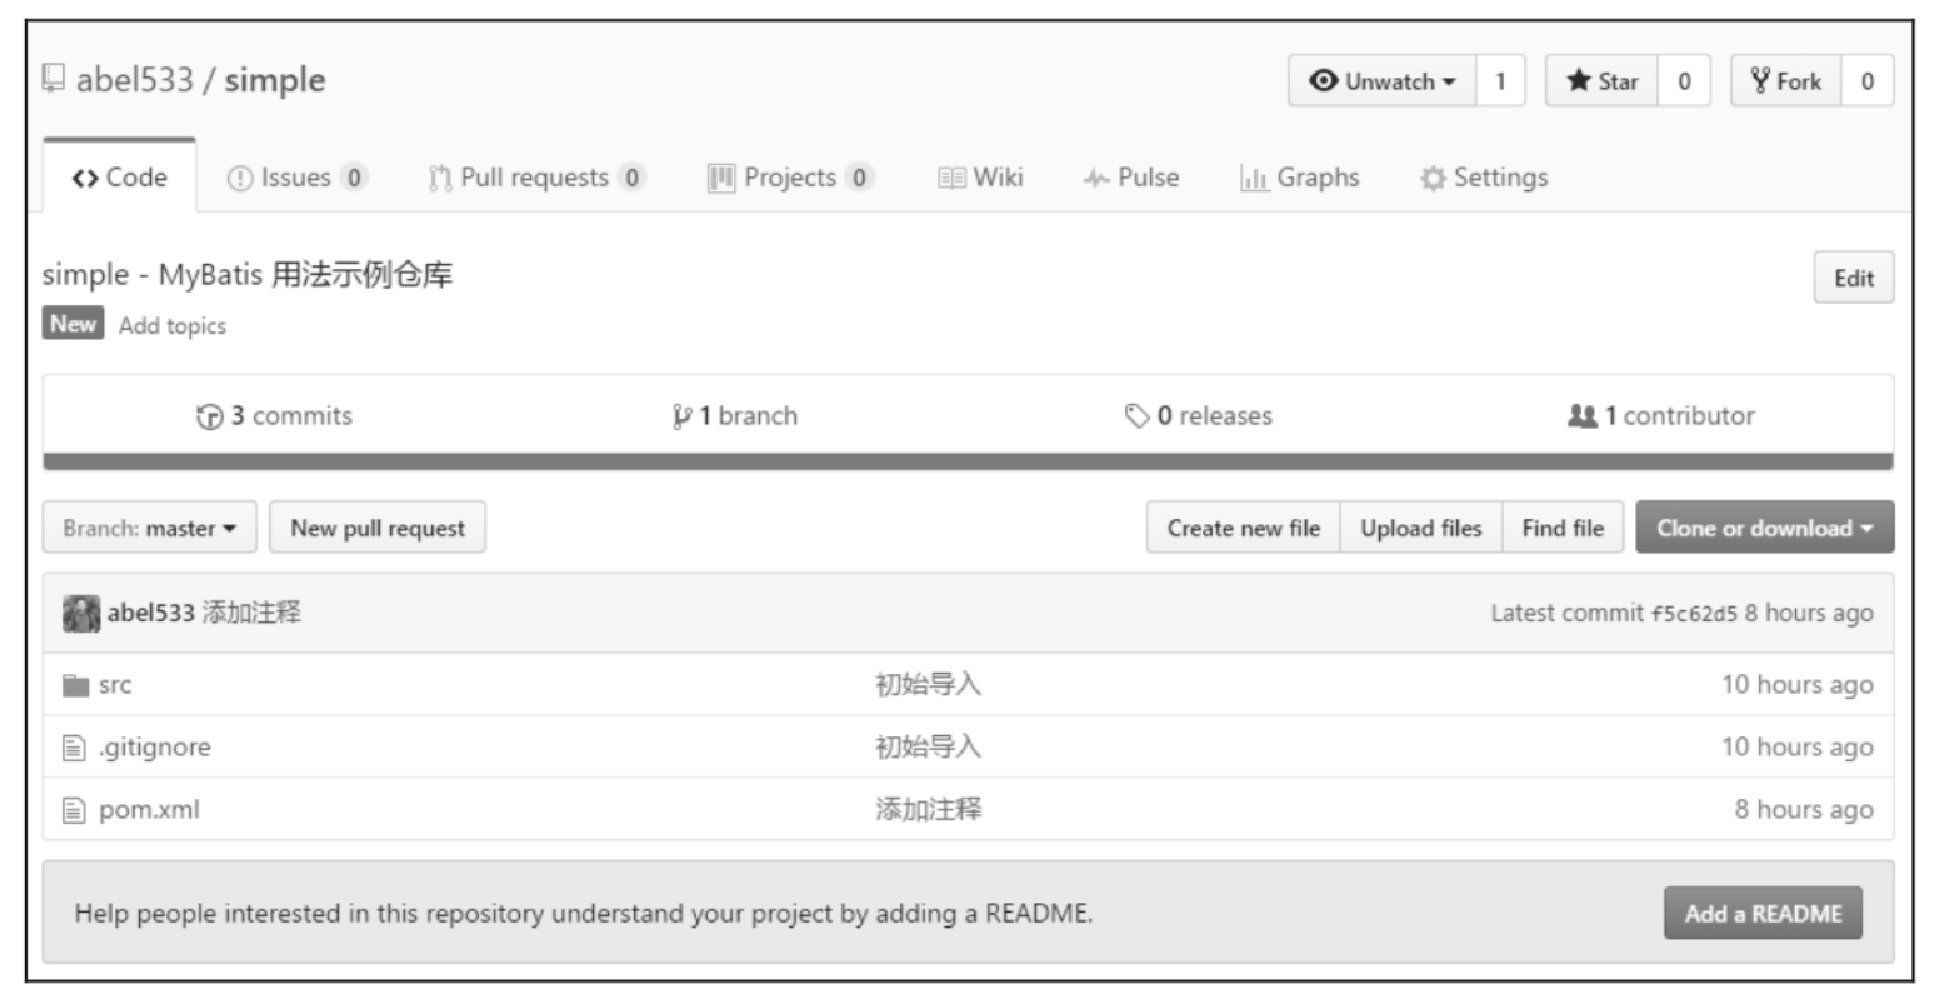 abel533 / simple Unwatch 1 Star 0 Fork 0
Code Issues 0 Pull requests 0 Projects 0 Wiki Pulse Graphs Settings
simple - MyBatis 用法示例仓库 Edit
New Add topics
3 commits 1 branch 0 releases 1 contributor
Branch: master New pull request Create new file Upload files Find file Clone or download
abel533 添加注释 Latest commit f5c62d5 8 hours ago
src 初始导入 10 hours ago
.gitignore 初始导入 10 hours ago
pom.xml 添加注释 8 hours ago
Help people interested in this repository understand your project by adding a README. Add a README